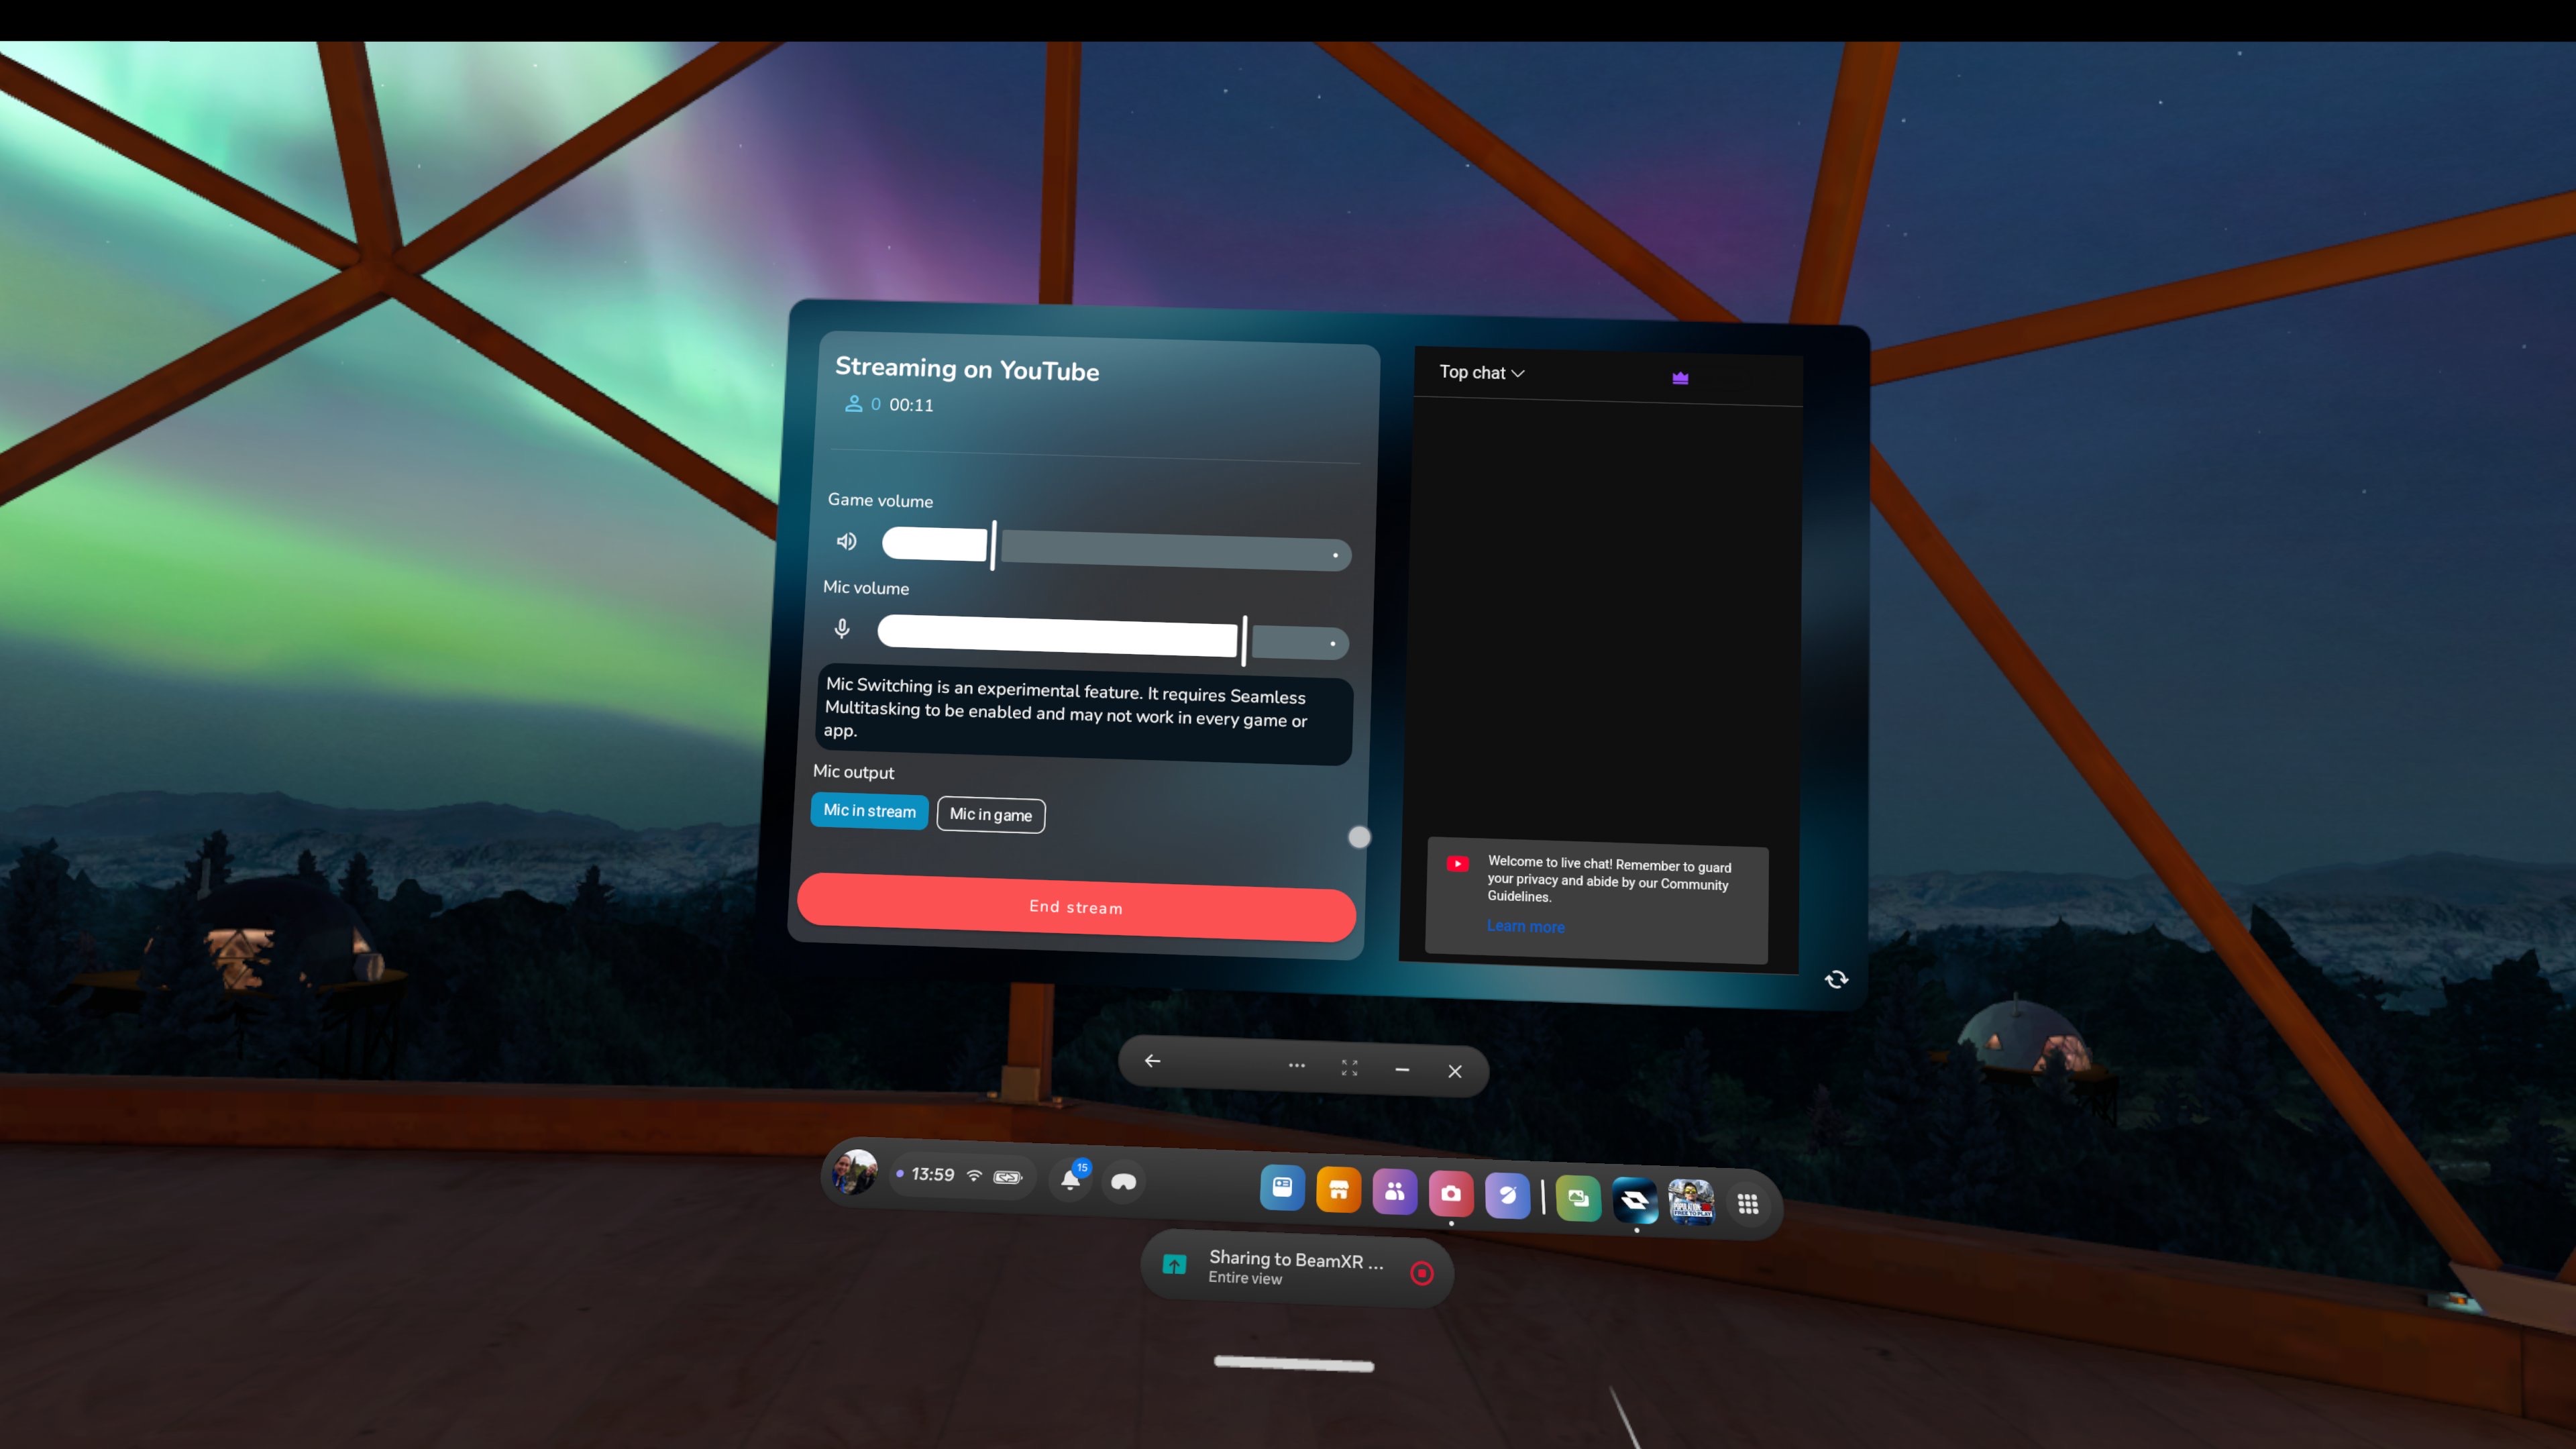 Streaming on YouTube
0 00:11
Game volume
Mic volume
Mic Switching is an experimental feature. It requires Seamless
Multitasking to be enabled and may not work in every game or
app.
Mic output
Mic in stream
Mic in game
End stream
Top chat
Welcome to live chat! Remember to guard
your privacy and abide by our Community
Guidelines.
Learn more
13:59
15
FREE TO PLAY
Sharing to BeamXR ...
Entire view